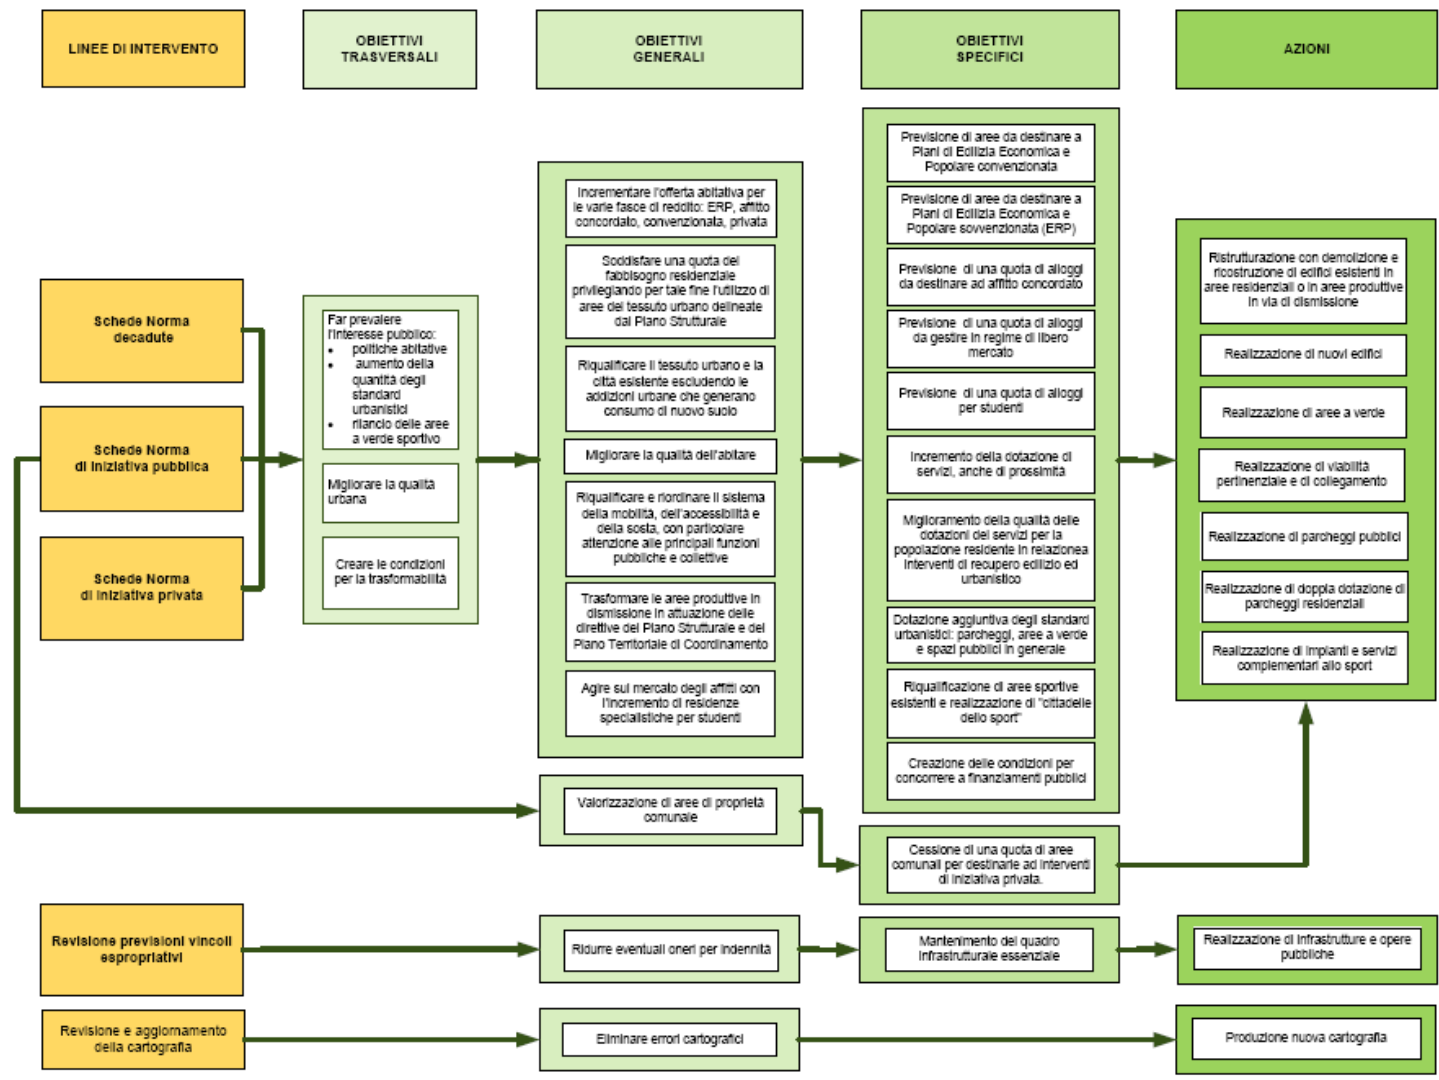 LINEE DI INTERVENTO
OBIETTIVI
TRASVERSALI
OBIETTIVI
GENERALI
OBIETTIVI
SPECIFICI
AZIONI
Schede Norma
decadute
Schede Norma
di iniziativa pubblica
Schede Norma
di iniziativa privata
Far prevalere
l'interesse pubblico:
• politiche abitative
• aumento della
quantità degli
standard
urbanistici
• rilancio delle aree
a verde sportivo
Migliorare la qualità
urbana
Creare le condizioni
per la trasformabilità
Incrementare l'offerta abitativa per
le varie fasce di reddito: ERP, affitto
concordato, convenzionata, privata
Soddisfare una quota del
fabbisogno residenziale
privilegiando per tale fine l'utilizzo di
aree del tessuto urbano delineate
dal Piano Strutturale
Riqualificare il tessuto urbano e la
città esistente escludendo le
addizioni urbane che generano
consumo di nuovo suolo
Migliorare la qualità dell'abitare
Riqualificare e riordinare il sistema
della mobilità, dell'accessibilità e
della sosta, con particolare
attenzione alle principali funzioni
pubbliche e collettive
Trasformare le aree produttive in
dismissione in attuazione delle
direttive del Piano Strutturale e del
Piano Territoriale di Coordinamento
Agire sul mercato degli affitti con
l'incremento di residenze
specialistiche per studenti
Valorizzazione di aree di proprietà
comunale
Previsione di aree da destinare a
Piani di Edilizia Economica e
Popolare convenzionata
Previsione di aree da destinare a
Piani di Edilizia Economica e
Popolare sovvenzionata (ERP)
Previsione di una quota di alloggi
da destinare ad affitto concordato
Previsione di una quota di alloggi
da gestire in regime di libero
mercato
Previsione di una quota di alloggi
per studenti
Incremento della dotazione di
servizi, anche di prossimità
Miglioramento della qualità delle
dotazioni dei servizi per la
popolazione residente in relazionea
interventi di recupero edilizio ed
urbanistico
Dotazione aggiuntiva degli standard
urbanistici: parcheggi, aree a verde
e spazi pubblici in generale
Riqualificazione di aree sportive
esistenti e realizzazione di "cittadelle
dello sport"
Creazione delle condizioni per
concorrere a finanziamenti pubblici
Cessione di una quota di aree
comunali per destinarle ad interventi
di iniziativa privata.
Ristrutturazione con demolizione e
ricostruzione di edifici esistenti in
aree residenziali o in aree produttive
in via di dismissione
Realizzazione di nuovi edifici
Realizzazione di aree a verde
Realizzazione di viabilità
pertinenziale e di collegamento
Realizzazione di parcheggi pubblici
Realizzazione di doppia dotazione di
parcheggi residenziali
Realizzazione di impianti e servizi
complementari allo sport
Revisione previsioni vincoli
espropriativi
Ridurre eventuali oneri per indennità
Mantenimento del quadro
infrastrutturale essenziale
Realizzazione di infrastrutture e opere
pubbliche
Revisione e aggiornamento
della cartografia
Eliminare errori cartografici
Produzione nuova cartografia